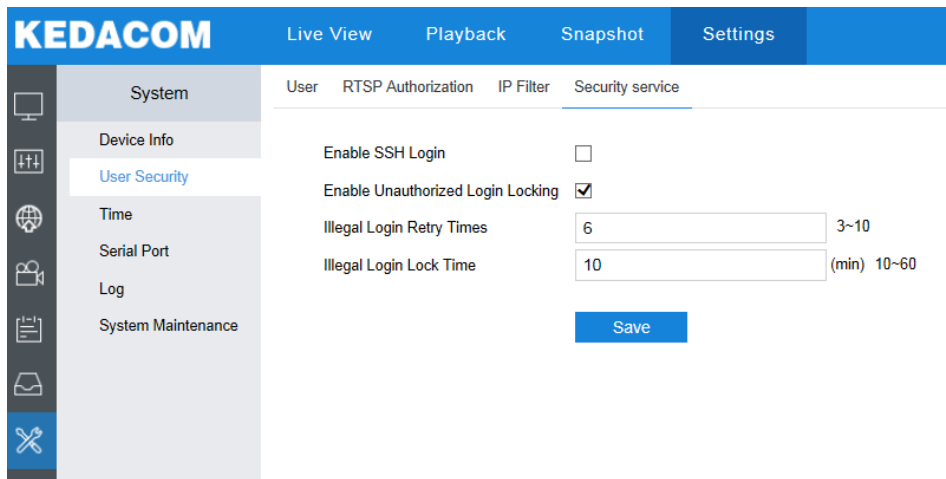 KEDACOM Live View Playback Snapshot Settings
System
Device Info
User Security
Time
Serial Port
Log
System Maintenance
User RTSP Authorization IP Filter Security service
Enable SSH Login
Enable Unauthorized Login Locking
Illegal Login Retry Times 6 3~10
Illegal Login Lock Time 10 (min) 10~60
Save